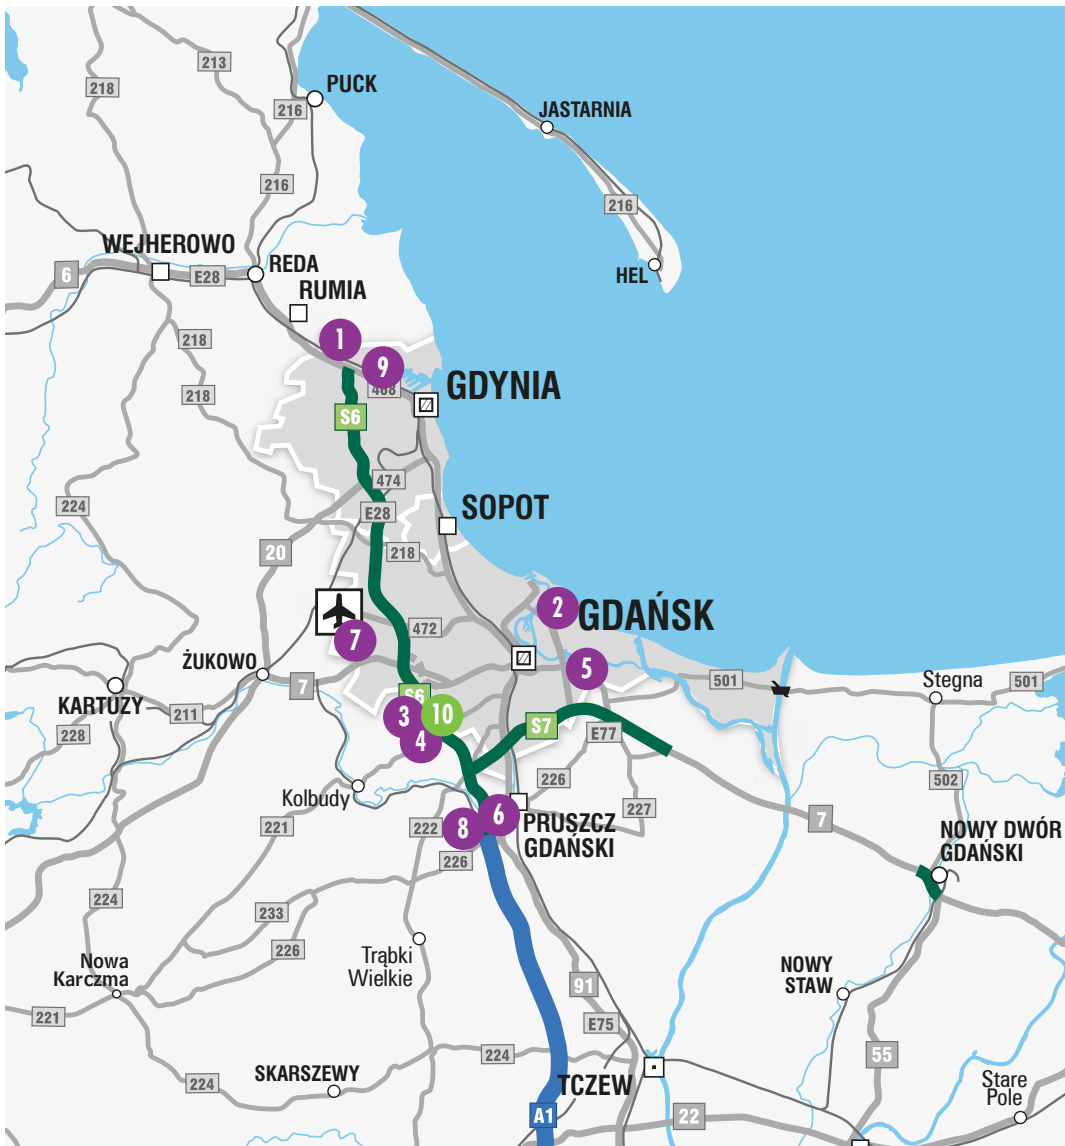 213
218
PUCK
216
JASTARNIA
216
216
WEJHEROWO
REDA
HEL
6
E28
RUMIA
218
1
9
468
GDYNIA
218
S6
474
224
SOPOT
E28
20
218
2
GDAŃSK
472
7
ŻUKOWO
5
7
501
Stegna
501
KARTUZY
S6
211
3
10
S7
228
4
E77
226
502
Kolbudy
227
6
7
221
222
8
PRUSZCZ
GDAŃSKI
NOWY DWÓR
GDAŃSKI
226
224
233
Trąbki
Wielkie
226
Nowa
Karczma
NOWY
STAW
91
221
E75
224
55
SKARSZEWY
224
TCZEW
Stare
Pole
A1
22